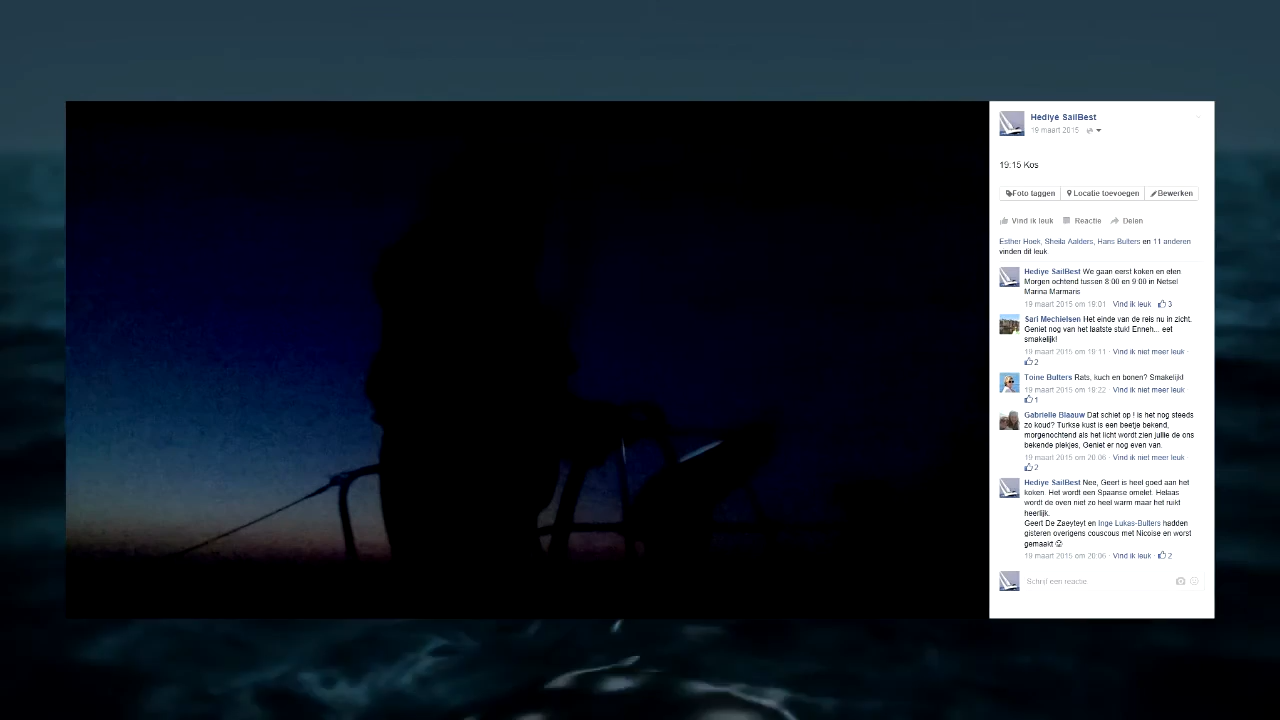 Hediye SailBest
19 maart 2015
19:15 Kos
Foto taggen Locatie toevoegen Bewerken
Vind ik leuk Reactie Delen
Esther Hoek, Sheila Aalders, Hans Bulters en 11 anderen
vinden dit leuk
Hediye SailBest We gaan eerst koken en eten
Morgen ochtend tussen 8:00 en 9:00 in Netsel
Marina Marmaris
19 maart 2015 om 19:01 · Vind ik leuk · 3
Sari Mechielsen Het einde van de reis nu in zicht.
Geniet nog van het laatste stuk! Enneh... eet
smakelijk!
19 maart 2015 om 19:11 · Vind ik niet meer leuk ·
2
Toine Bulters Rats, kuch en bonen? Smakelijk!
19 maart 2015 om 19:22 · Vind ik niet meer leuk ·
1
Gabrielle Blaauw Dat schiet op ! is het nog steeds
zo koud? Turkse kust is een beetje bekend,
morgenochtend als het licht wordt zien jullie de ons
bekende plekjes, Geniet er nog even van.
19 maart 2015 om 20:06 · Vind ik niet meer leuk ·
2
Hediye SailBest Nee, Geert is heel goed aan het
koken. Het wordt een Spaanse omelet. Helaas
wordt de oven niet zo heel warm maar het ruikt
heerlijk.
Geert De Zaeyteyt en Inge Lukas-Bulters hadden
gisteren overigens couscous met Nicoise en worst
gemaakt
19 maart 2015 om 20:06 · Vind ik leuk · 2
Schrijf een reactie